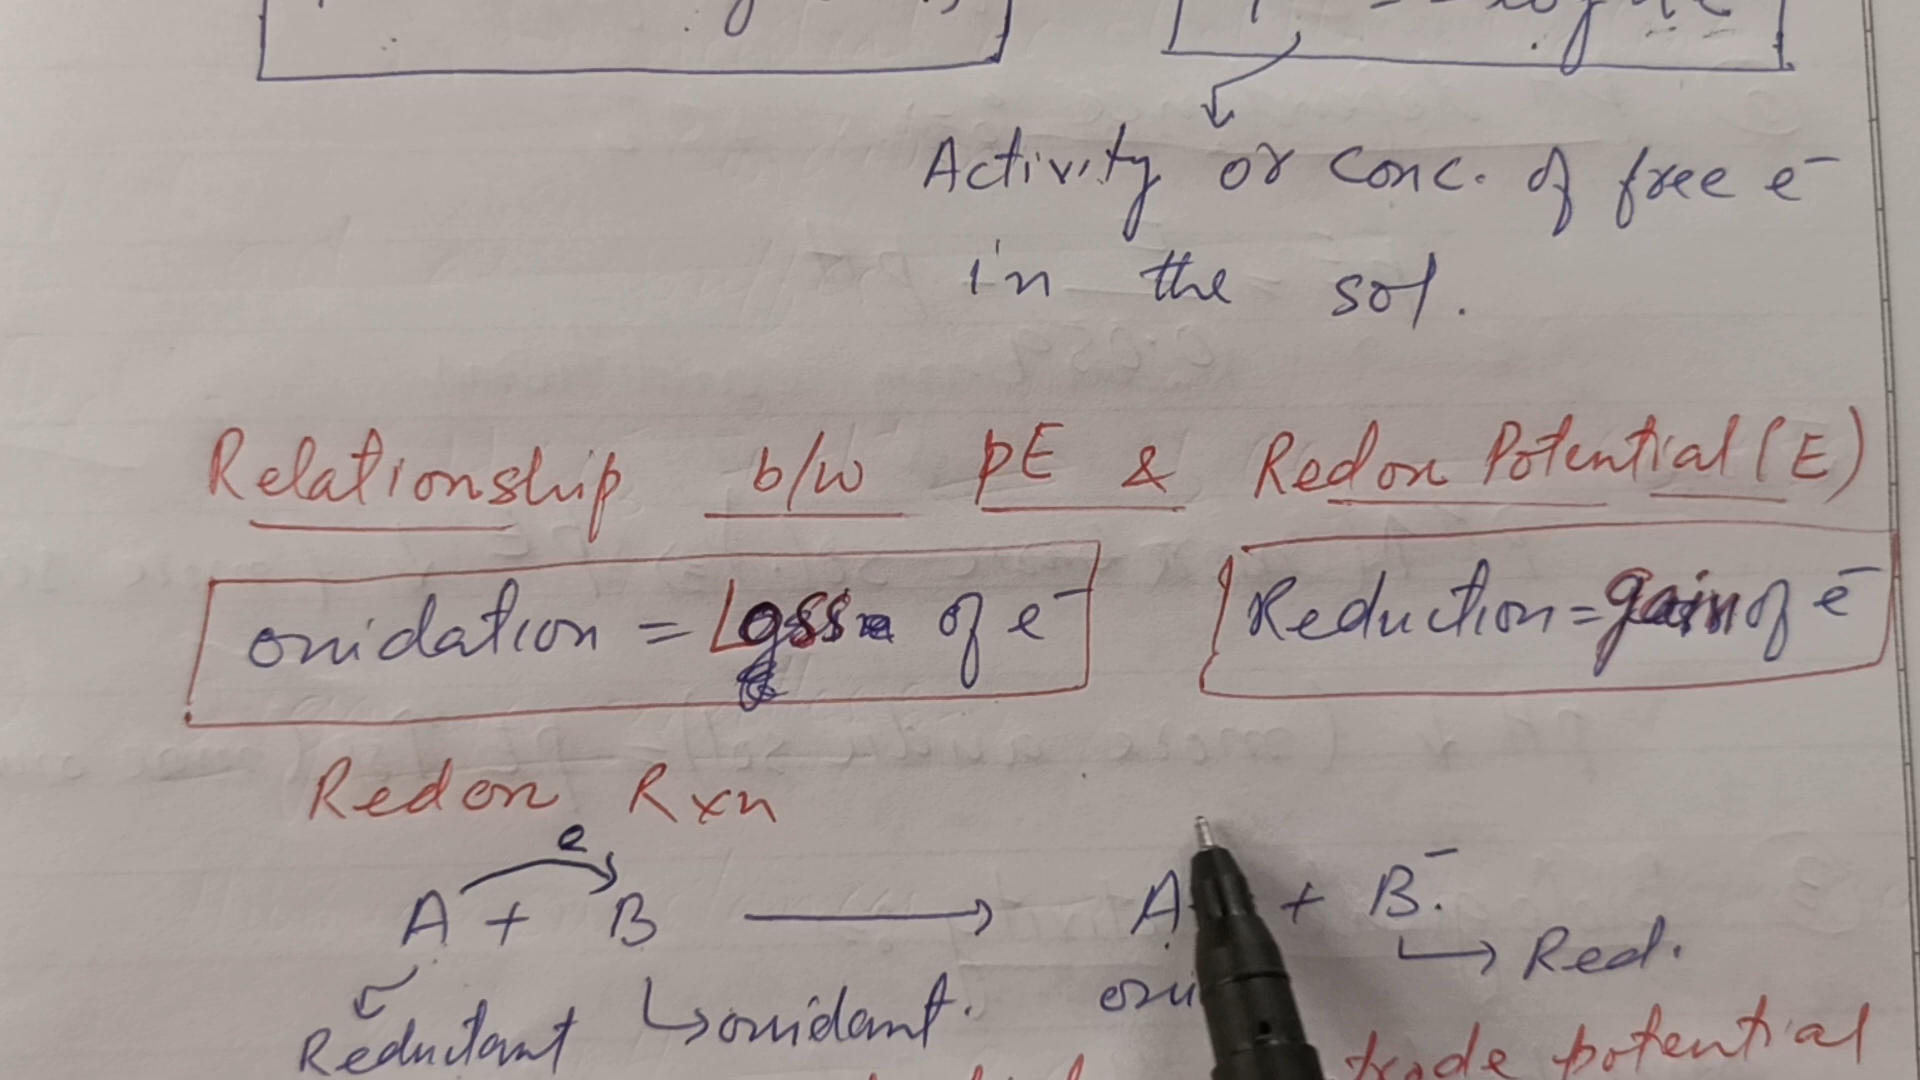 Activity or conc. of free e⁻
in the sol.
Relationship b/w pE & Redox Potential (E)
oxidation = Loss of e⁻
Reduction = gain of e⁻
Redox Rxn
e
A + B ⟶ A + B⁻.
Red.
Reductant oxidant. oxi
potential